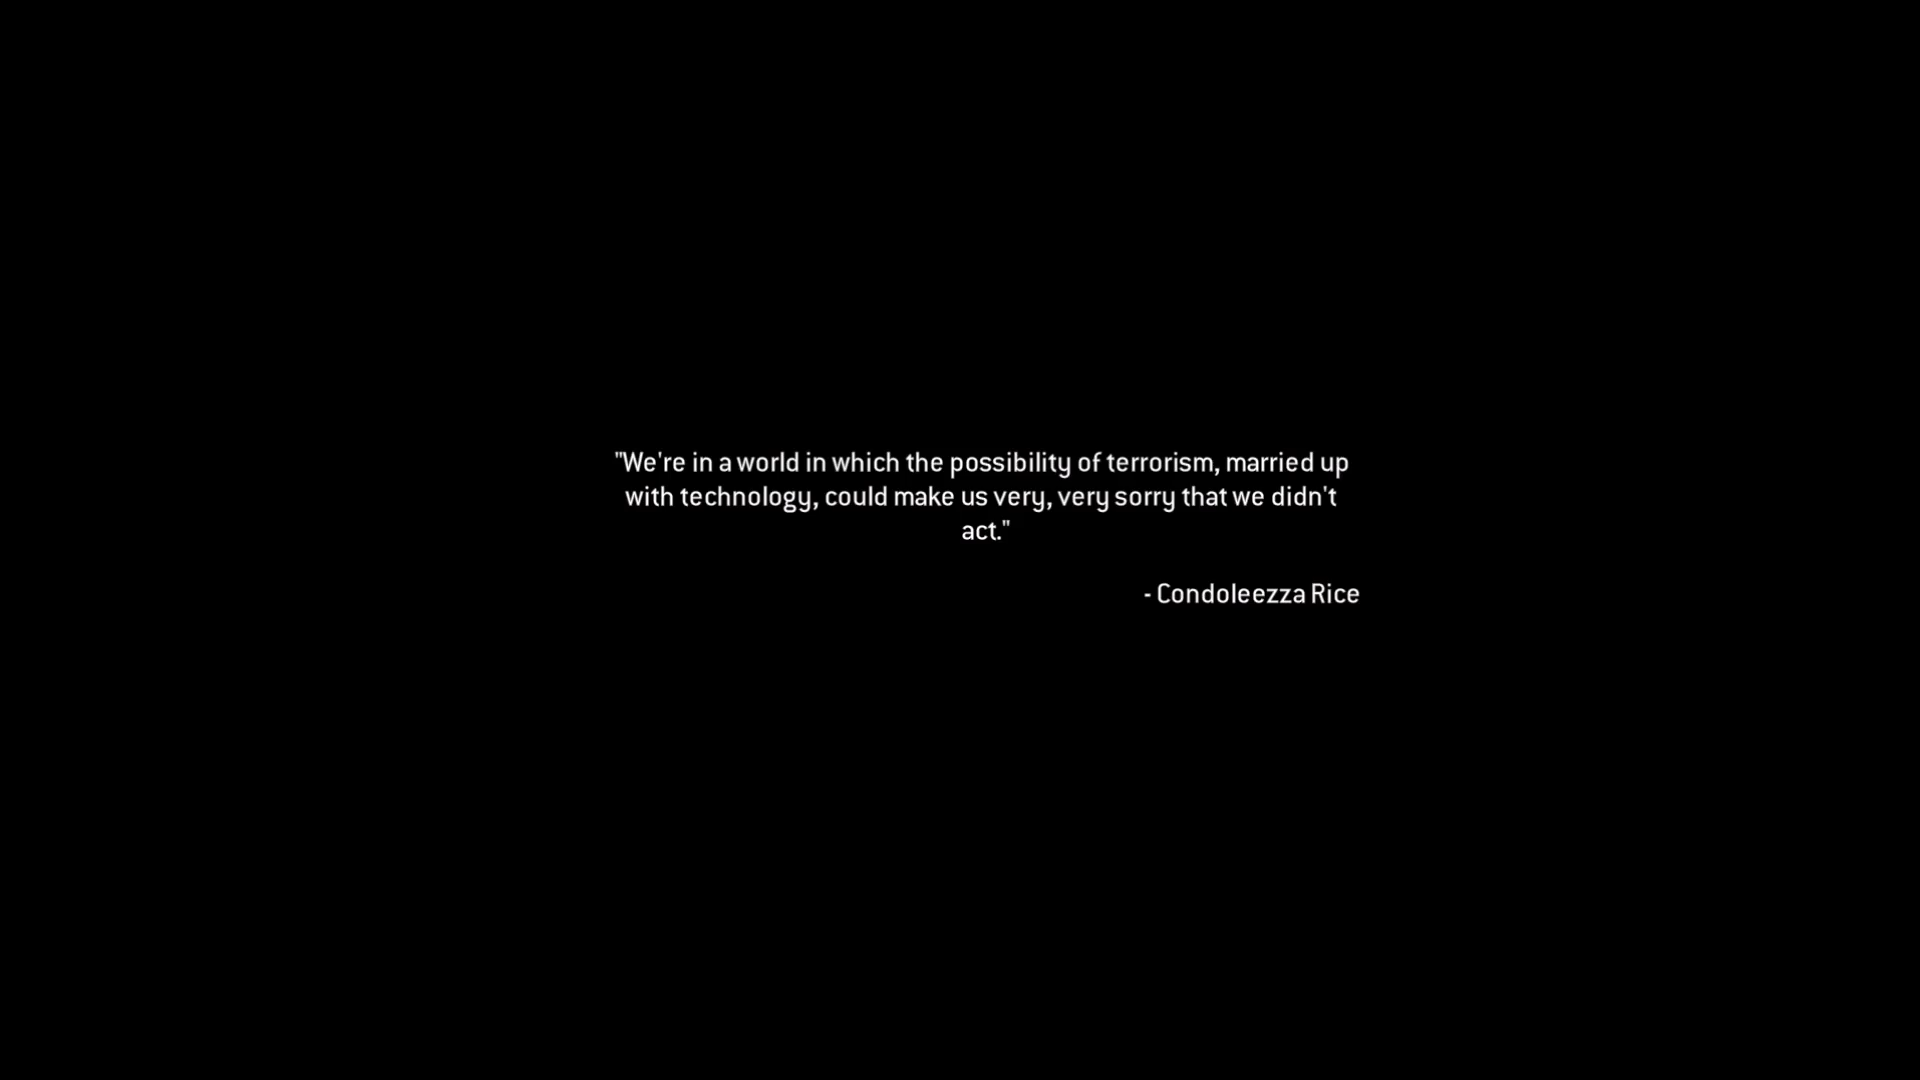 "We're in a world in which the possibility of terrorism, married up
with technology, could make us very, very sorry that we didn't
act."
- Condoleezza Rice